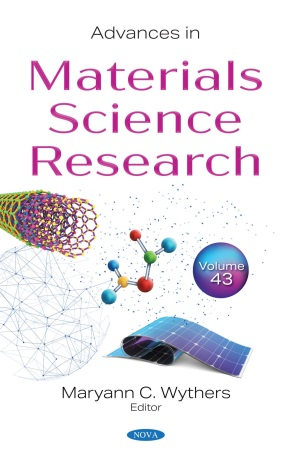 Advances in
Materials
Science
Research
Volume
43
Maryann C. Wythers
Editor
NOVA